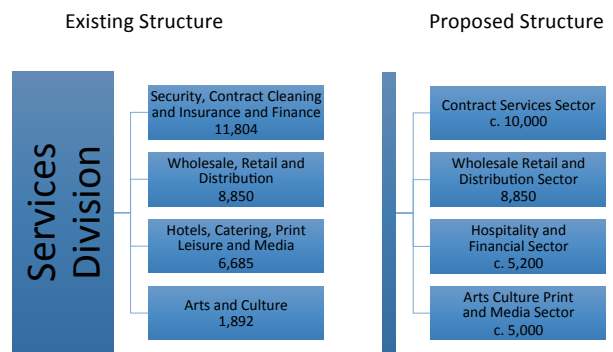 Existing Structure
Services
Division
Security, Contract Cleaning
and Insurance and Finance
11,804
Wholesale, Retail and
Distribution
8,850
Hotels, Catering, Print
Leisure and Media
6,685
Arts and Culture
1,892
Proposed Structure
Contract Services Sector
c. 10,000
Wholesale Retail and
Distribution Sector
8,850
Hospitality and
Financial Sector
c. 5,200
Arts Culture Print
and Media Sector
c. 5,000